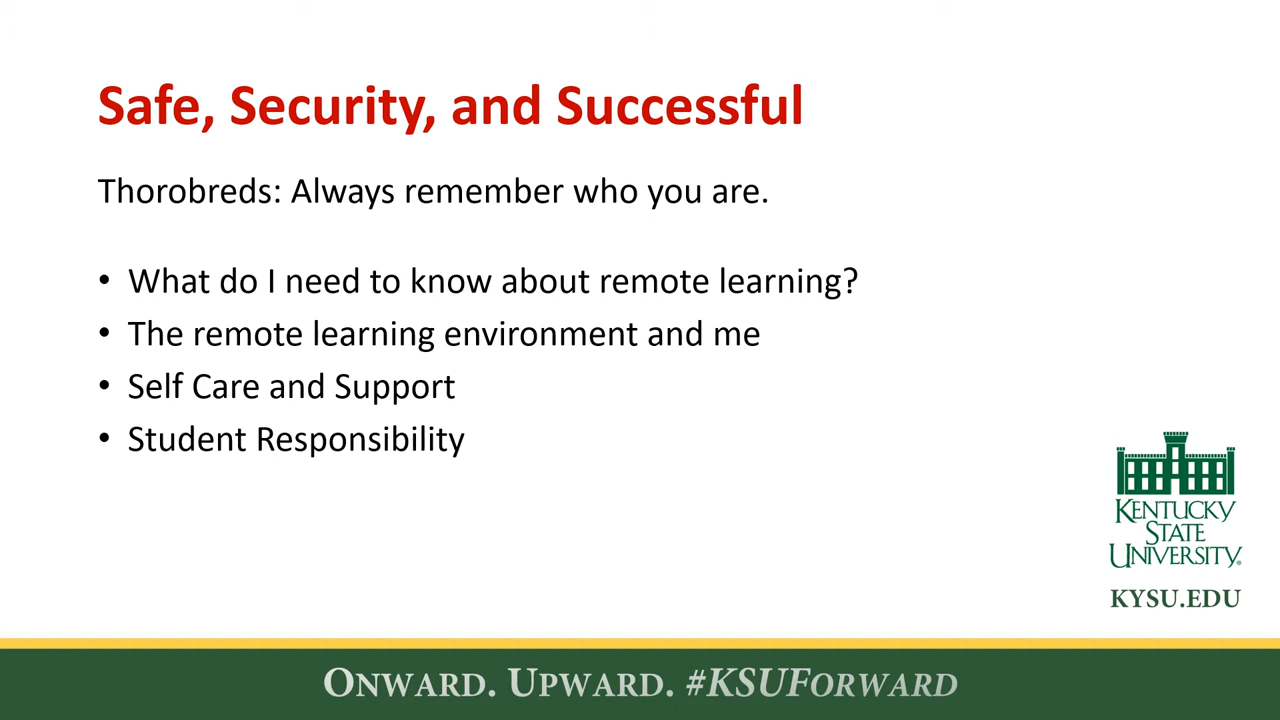 Safe, Security, and Successful
Thorobreds: Always remember who you are.
• What do I need to know about remote learning?
• The remote learning environment and me
• Self Care and Support
• Student Responsibility
KENTUCKY
STATE
UNIVERSITY®
KYSU.EDU
ONWARD. UPWARD. #KSUFORWARD